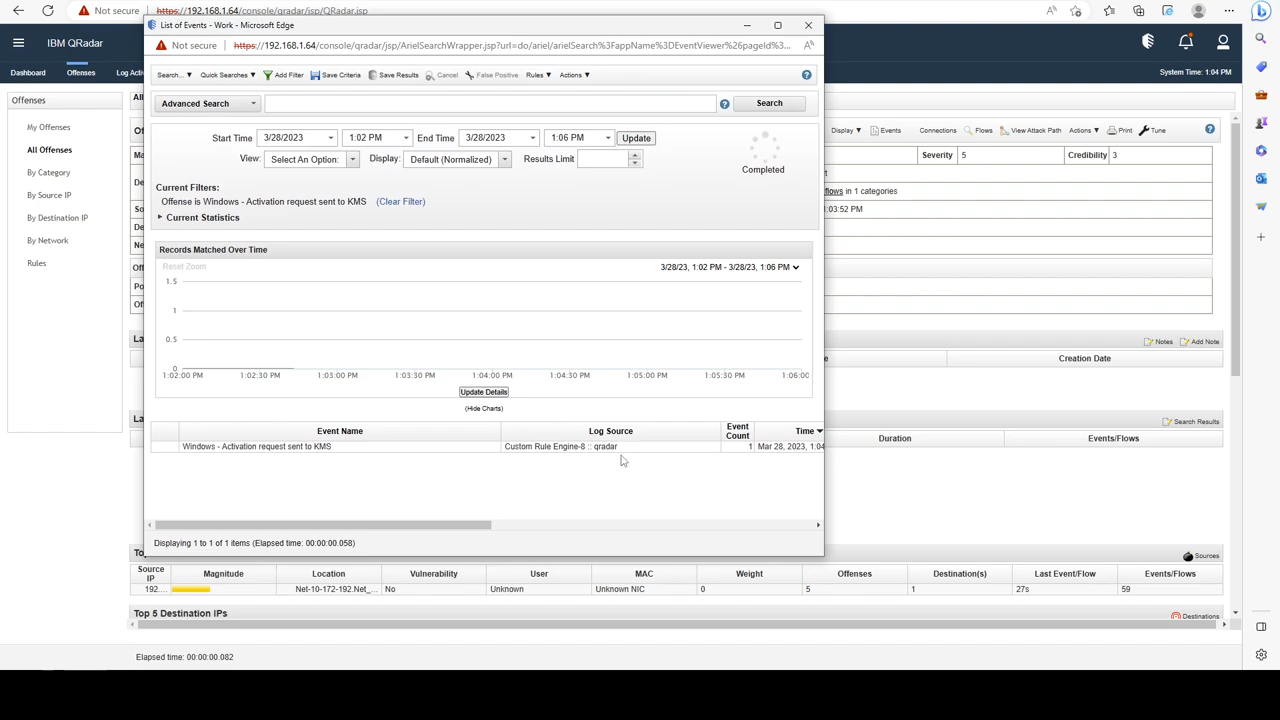 Not secure https://192.168.1.64/console/qradar/jsp/QRadar.jsp
List of Events - Work - Microsoft Edge
Not secure https://192.168.1.64/console/qradar/jsp/ArielSearchWrapper.jsp?url=do/ariel/arielSearch%3FappName%3DEventViewer%26pageId%3...
IBM QRadar
Dashboard Offenses Log Activ
System Time: 1:04 PM
Search... Quick Searches Add Filter Save Criteria Save Results Cancel False Positive Rules Actions
Offenses
My Offenses
All Offenses
By Category
By Source IP
By Destination IP
By Network
Rules
Advanced Search Search
Start Time 3/28/2023 1:02 PM End Time 3/28/2023 1:06 PM Update
View: Select An Option: Display: Default (Normalized) Results Limit
Completed
Current Filters:
Offense is Windows - Activation request sent to KMS (Clear Filter)
Current Statistics
Display Events Connections Flows View Attack Path Actions Print Tune
Severity 5 Credibility 3
flows in 1 categories
1:03:52 PM
Records Matched Over Time
Reset Zoom 3/28/23, 1:02 PM - 3/28/23, 1:06 PM
1.5
1
0.5
0
1:02:00 PM 1:02:30 PM 1:03:00 PM 1:03:30 PM 1:04:00 PM 1:04:30 PM 1:05:00 PM 1:05:30 PM 1:06:00
Update Details
(Hide Charts)
Notes Add Note
Creation Date
Search Results
Duration Events/Flows
Event Name Log Source Event Count Time
Windows - Activation request sent to KMS Custom Rule Engine-8 :: qradar 1 Mar 28, 2023, 1:04
Displaying 1 to 1 of 1 items (Elapsed time: 00:00:00.058)
Sources
Source IP Magnitude Location Vulnerability User MAC Weight Offenses Destination(s) Last Event/Flow Events/Flows
192.... Net-10-172-192.Net_... No Unknown Unknown NIC 0 5 1 27s 59
Top 5 Destination IPs Destinations
Elapsed time: 00:00:00.082